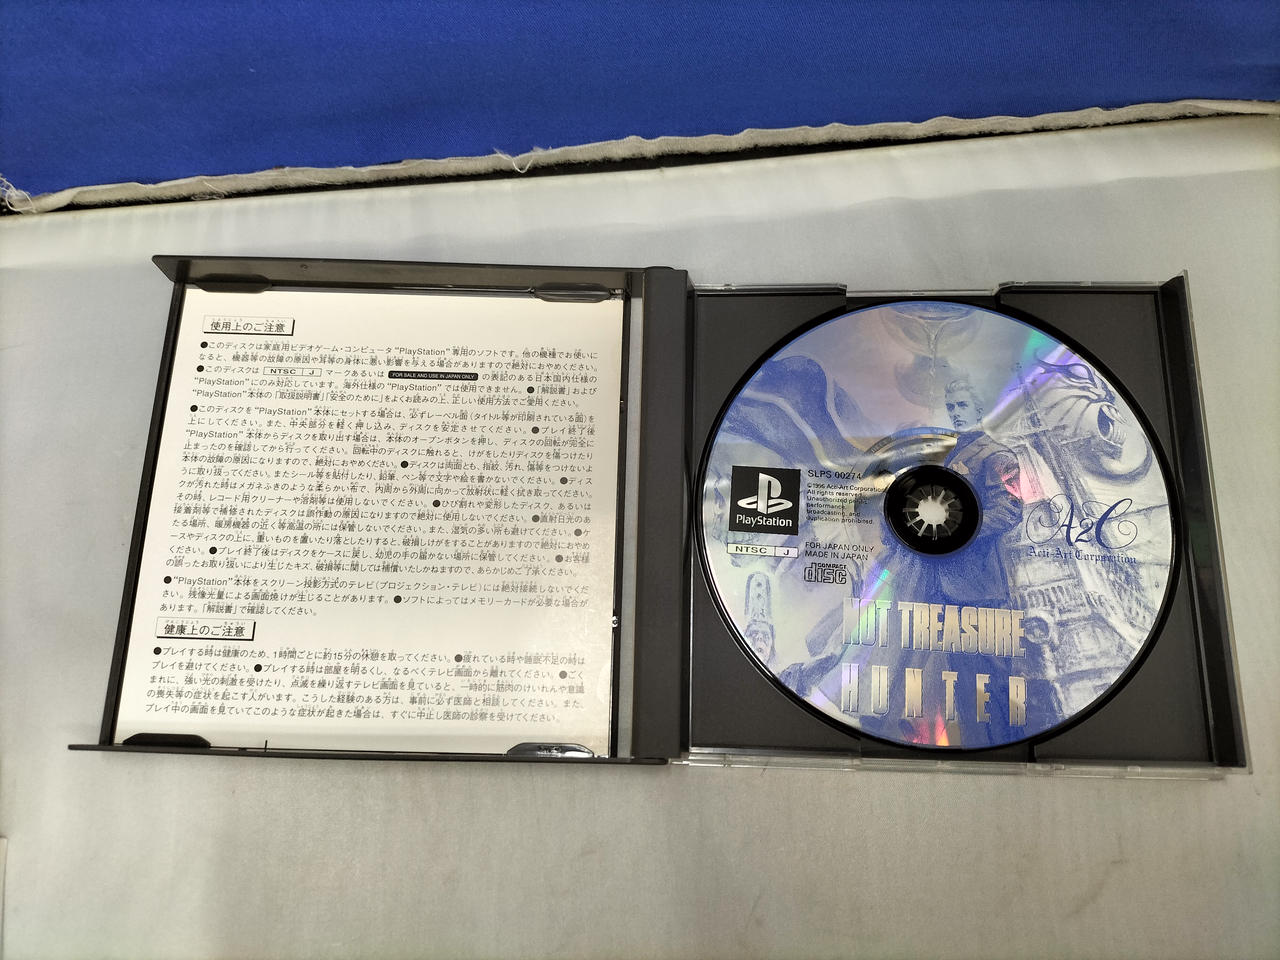 使用上のご注意
●このディスクは家庭用ビデオゲーム・コンピュータ"PlayStation"専用のソフトです。他の機種でお使いに
なると、機器等の故障の原因や耳等の身体に悪い影響を与える場合がありますので絶対におやめください。
●このディスクは NTSC J マークあるいは FOR SALE AND USE IN JAPAN ONLY の表記のある日本国内仕様の
"PlayStation"にのみ対応しています。海外仕様の"PlayStation"では使用できません。●「解説書」および
"PlayStation"本体の「取扱説明書」「安全のために」をよくお読みの上、正しい使用方法でご愛用ください。
●このディスクを"PlayStation"本体にセットする場合は、必ずレーベル面(タイトル等が印刷されている面)を
上にしてください。また、中央部分を軽く押し込み、ディスクを安定させてください。●プレイ終了後
"PlayStation"本体からディスクを取り出す場合は、本体のオープンボタンを押し、ディスクの回転が完全に
止まったのを確認してから行ってください。回転中のディスクに触れると、けがをしたりディスクを傷つけたり
本体の故障の原因になりますので、絶対におやめください。●ディスクは両面とも、指紋、汚れ、傷等をつけないよ
うに取り扱ってください。またシール等を貼付したり、鉛筆、ペン等で文字や絵を書かないでください。●ディス
クが汚れた時はメガネふきのような柔らかい布で、内周から外周に向かって放射状に軽く拭き取ってください。
その時、レコード用クリーナーや溶剤等は使用しないでください。●ひび割れや変形したディスク、あるいは
接着剤等で補修されたディスクは誤作動の原因になりますので絶対に使用しないでください。●直射日光のあ
たる場所、暖房機器の近く等高温の所には保管しないでください。また、湿気の多い所も避けてください。●ケ
ースやディスクの上に、重いものを置いたり落としたりすると、破損しけがをすることがありますので絶対におやめ
ください。●プレイ終了後はディスクをケースに戻し、幼児の手の届かない場所に保管してください。●お客様
の誤ったお取り扱いにより生じたキズ、破損等に関しては補償いたしかねますので、あらかじめご了承ください。
●"PlayStation"本体をスクリーン投影方式のテレビ(プロジェクション・テレビ)には絶対接続しないでくださ
い。残像光量による画面焼けが生じることがあります。●ソフトによってはメモリーカードが必要な場合が
あります。「解説書」で確認してください。
健康上のご注意
●プレイする時は健康のため、1時間ごとに約15分の休憩を取ってください。●疲れている時や睡眠不足の時は
プレイを避けてください。●プレイする時は部屋を明るくし、なるべくテレビ画面から離れてください。●ごく
まれに、強い光の刺激を受けたり、点滅を繰り返すテレビ画面を見ていると、一時的に筋肉のけいれんや意識
の喪失等の症状を起こす人がいます。こうした経験のある方は、事前に必ず医師と相談してください。また、
プレイ中の画面を見ていてこのような症状が起きた場合は、すぐに中止し医師の診察を受けてください。
PlayStation
NTSC J
SLPS 00274
©1996 Acti-Art Corporation
All rights reserved.
Unauthorized public
performance,
broadcasting, and
duplication prohibited.
FOR JAPAN ONLY
MADE IN JAPAN
COMPACT
disc
A2C
Acti-Art Corporation
NOT TREASURE
HUNTER